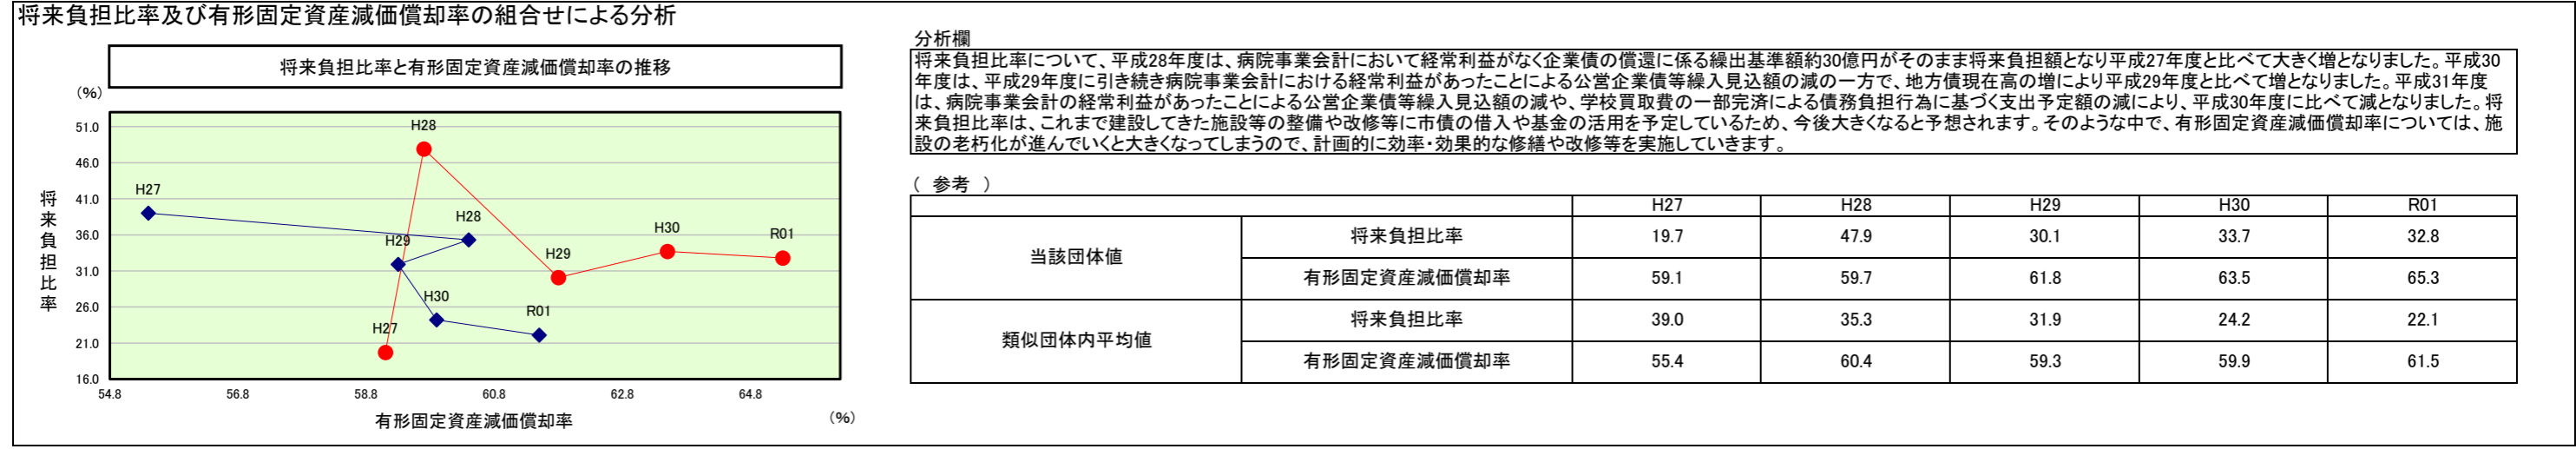 将来負担比率及び有形固定資産減価償却率の組合せによる分析
将来負担比率と有形固定資産減価償却率の推移
(%)
51.0
46.0
41.0
36.0
31.0
26.0
21.0
16.0
将来負担比率
H28
H27
H28
H29
H30
R01
H29
H30
R01
H27
54.8
56.8
58.8
60.8
62.8
64.8
有形固定資産減価償却率
(%)
分析欄
将来負担比率について、平成28年度は、病院事業会計において経常利益がなく企業債の償還に係る繰出基準額約30億円がそのまま将来負担額となり平成27年度と比べて大きく増となりました。平成30
年度は、平成29年度に引き続き病院事業会計における経常利益があったことによる公営企業債等繰入見込額の減の一方で、地方債現在高の増により平成29年度と比べて増となりました。平成31年度
は、病院事業会計の経常利益があったことによる公営企業債等繰入見込額の減や、学校買取費の一部完済による債務負担行為に基づく支出予定額の減により、平成30年度に比べて減となりました。将
来負担比率は、これまで建設してきた施設等の整備や改修等に市債の借入や基金の活用を予定しているため、今後大きくなると予想されます。そのような中で、有形固定資産減価償却率については、施
設の老朽化が進んでいくと大きくなってしまうので、計画的に効率・効果的な修繕や改修等を実施していきます。
( 参考 )
H27 H28 H29 H30 R01
当該団体値
将来負担比率 19.7 47.9 30.1 33.7 32.8
有形固定資産減価償却率 59.1 59.7 61.8 63.5 65.3
類似団体内平均値
将来負担比率 39.0 35.3 31.9 24.2 22.1
有形固定資産減価償却率 55.4 60.4 59.3 59.9 61.5